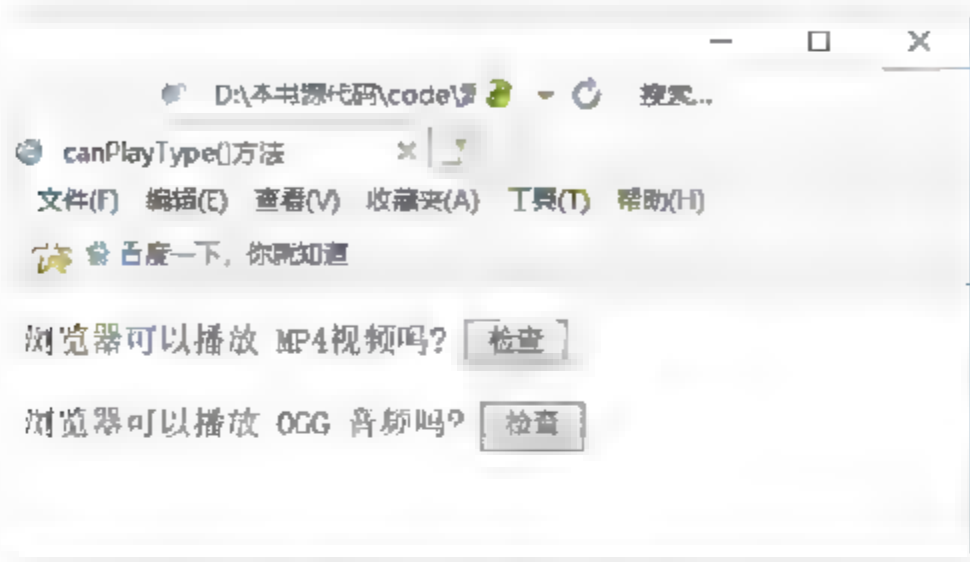 D:\本书源代码\code\ 搜索...
canPlayType()方法
文件(F) 编辑(E) 查看(V) 收藏夹(A) 工具(T) 帮助(H)
百度一下，你就知道
浏览器可以播放 MP4视频吗? 检查
浏览器可以播放 OGG 音频吗? 检查